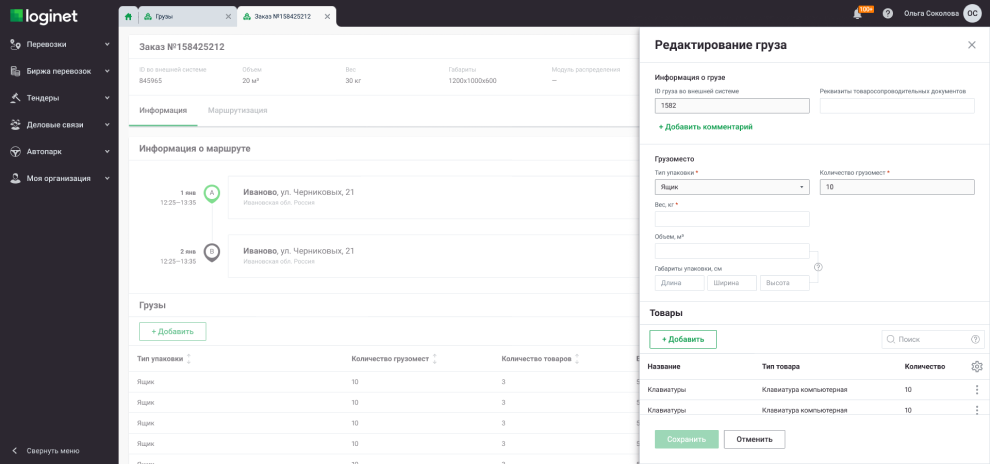 loginet
Грузы
Заказ №158425212
100+
Ольга Соколова
ОС
Перевозки
Биржа перевозок
Тендеры
Деловые связи
Автопарк
Моя организация
Свернуть меню
Заказ №158425212
ID во внешней системе
Объем
Вес
Габариты
Модуль распределения
845965
20 м³
30 кг
1200х1000х600
—
Информация
Маршрутизация
Информация о маршруте
1 янв
12:25—13:35
A
Иваново, ул. Черниковых, 21
Ивановская обл. Россия
2 янв
12:25—13:35
B
Иваново, ул. Черниковых, 21
Ивановская обл. Россия
Грузы
+ Добавить
Тип упаковки
Количество грузомест
Количество товаров
Ящик 10 3
Ящик 10 3
Ящик 10 3
Ящик 10 3
Редактирование груза
Информация о грузе
ID груза во внешней системе
Реквизиты товаросопроводительных документов
1582
+ Добавить комментарий
Грузоместо
Тип упаковки *
Количество грузомест *
Ящик
10
Вес, кг *
Объем, м³
Габариты упаковки, см
Длина
Ширина
Высота
Товары
+ Добавить
Поиск
Название
Тип товара
Количество
Клавиатуры Клавиатура компьютерная 10
Клавиатуры Клавиатура компьютерная 10
Сохранить
Отменить